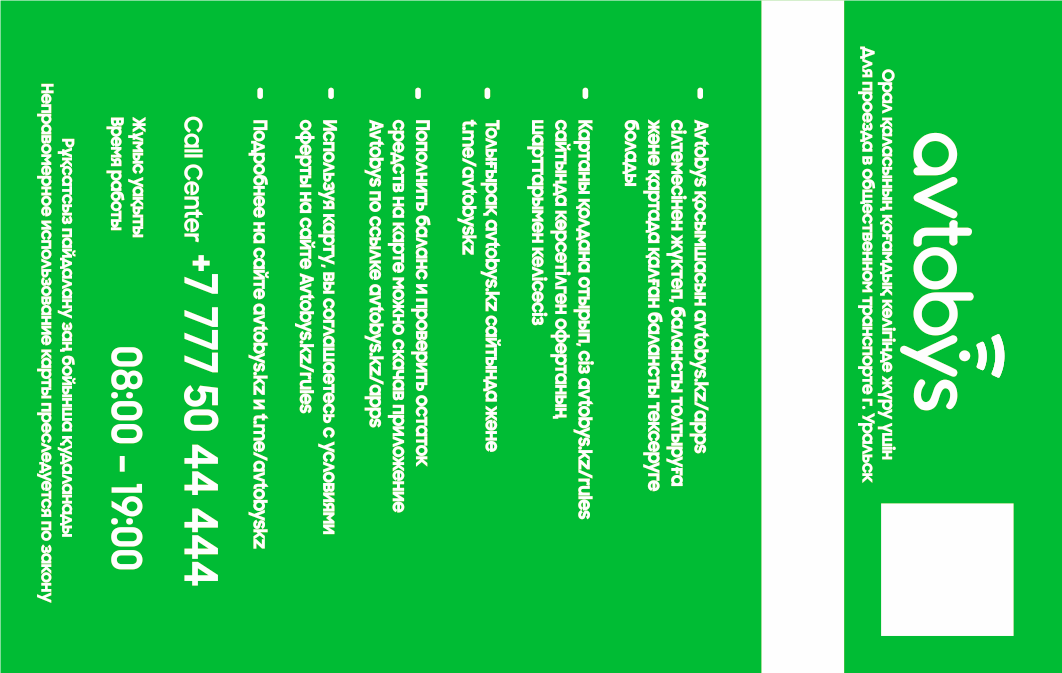 avtobys
Орал қаласының қоғамдық көлігінде жүру үшін
Для проезда в общественном транспорте г. Уральск
- Avtobys қосымшасын avtobys.kz/apps
сілтемесінен жүктеп, балансты толтыруға
және картада қалған балансты тексеруге
болады
- Картаны қолдана отырып, сіз avtobys.kz/rules
сайтында көрсетілген офертаның
шарттарымен келісесіз
- Толығырақ avtobys.kz сайтында және
t.me/avtobyskz
- Пополнить баланс и проверить остаток
средств на карте можно скачав приложение
Avtobys по ссылке avtobys.kz/apps
- Используя карту, вы соглашаетесь с условиями
оферты на сайте Avtobys.kz/rules
- Подробнее на сайте avtobys.kz и t.me/avtobyskz
Call Center +7 777 50 44 444
Жұмыс уақыты
Время работы 08:00 – 19:00
Рұқсатсыз пайдалану заң бойынша қудаланады
Неправомерное использование карты преследуется по закону